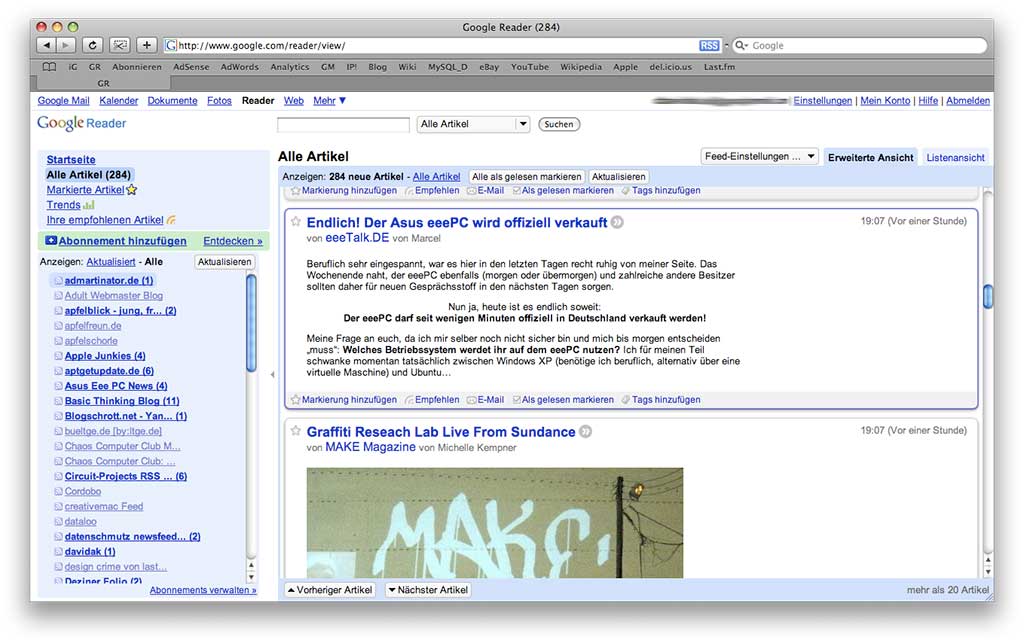 Google Reader (284)
http://www.google.com/reader/view/ RSS Google
iG GR Abonnieren AdSense AdWords Analytics GM IP! Blog Wiki MySQL_D eBay YouTube Wikipedia Apple del.icio.us Last.fm
GR
Google Mail Kalender Dokumente Fotos Reader Web Mehr ▼ Einstellungen | Mein Konto | Hilfe | Abmelden
Google Reader Alle Artikel Suchen
Startseite
Alle Artikel (284)
Markierte Artikel
Trends
Ihre empfohlenen Artikel
Abonnement hinzufügen Entdecken »
Anzeigen: Aktualisiert - Alle Aktualisieren
admartinator.de (1)
Adult Webmaster Blog
apfelblick - jung, fr... (2)
apfelfreun.de
apfelschorle
Apple Junkies (4)
aptgetupdate.de (6)
Asus Eee PC News (4)
Basic Thinking Blog (11)
Blogschrott.net - Yan... (1)
bueltge.de [by:ltge.de]
Chaos Computer Club M...
Chaos Computer Club: ...
Circuit-Projects RSS ... (6)
Cordobo
creativemac Feed
dataloo
datenschmutz newsfeed... (2)
davidak (1)
design crime von last...
Deziner Folio (2)
Abonnements verwalten »
Alle Artikel Feed-Einstellungen ... Erweiterte Ansicht Listenansicht
Anzeigen: 284 neue Artikel - Alle Artikel Alle als gelesen markieren Aktualisieren
Markierung hinzufügen Empfehlen E-Mail Als gelesen markieren Tags hinzufügen
Endlich! Der Asus eeePC wird offiziell verkauft 19:07 (Vor einer Stunde)
von eeeTalk.DE von Marcel
Beruflich sehr eingespannt, war es hier in den letzten Tagen recht ruhig von meiner Seite. Das
Wochenende naht, der eeePC ebenfalls (morgen oder übermorgen) und zahlreiche andere Besitzer
sollten daher für neuen Gesprächsstoff in den nächsten Tagen sorgen.
Nun ja, heute ist es endlich soweit:
Der eeePC darf seit wenigen Minuten offiziell in Deutschland verkauft werden!
Meine Frage an euch, da ich mir selber noch nicht sicher bin und mich bis morgen entscheiden
„muss“: Welches Betriebssystem werdet ihr auf dem eeePC nutzen? Ich für meinen Teil
schwanke momentan tatsächlich zwischen Windows XP (benötige ich beruflich, alternativ über eine
virtuelle Maschine) und Ubuntu…
Markierung hinzufügen Empfehlen E-Mail Als gelesen markieren Tags hinzufügen
Graffiti Reseach Lab Live From Sundance 19:07 (Vor einer Stunde)
von MAKE Magazine von Michelle Kempner
MAKE.
Vorheriger Artikel Nächster Artikel mehr als 20 Artikel